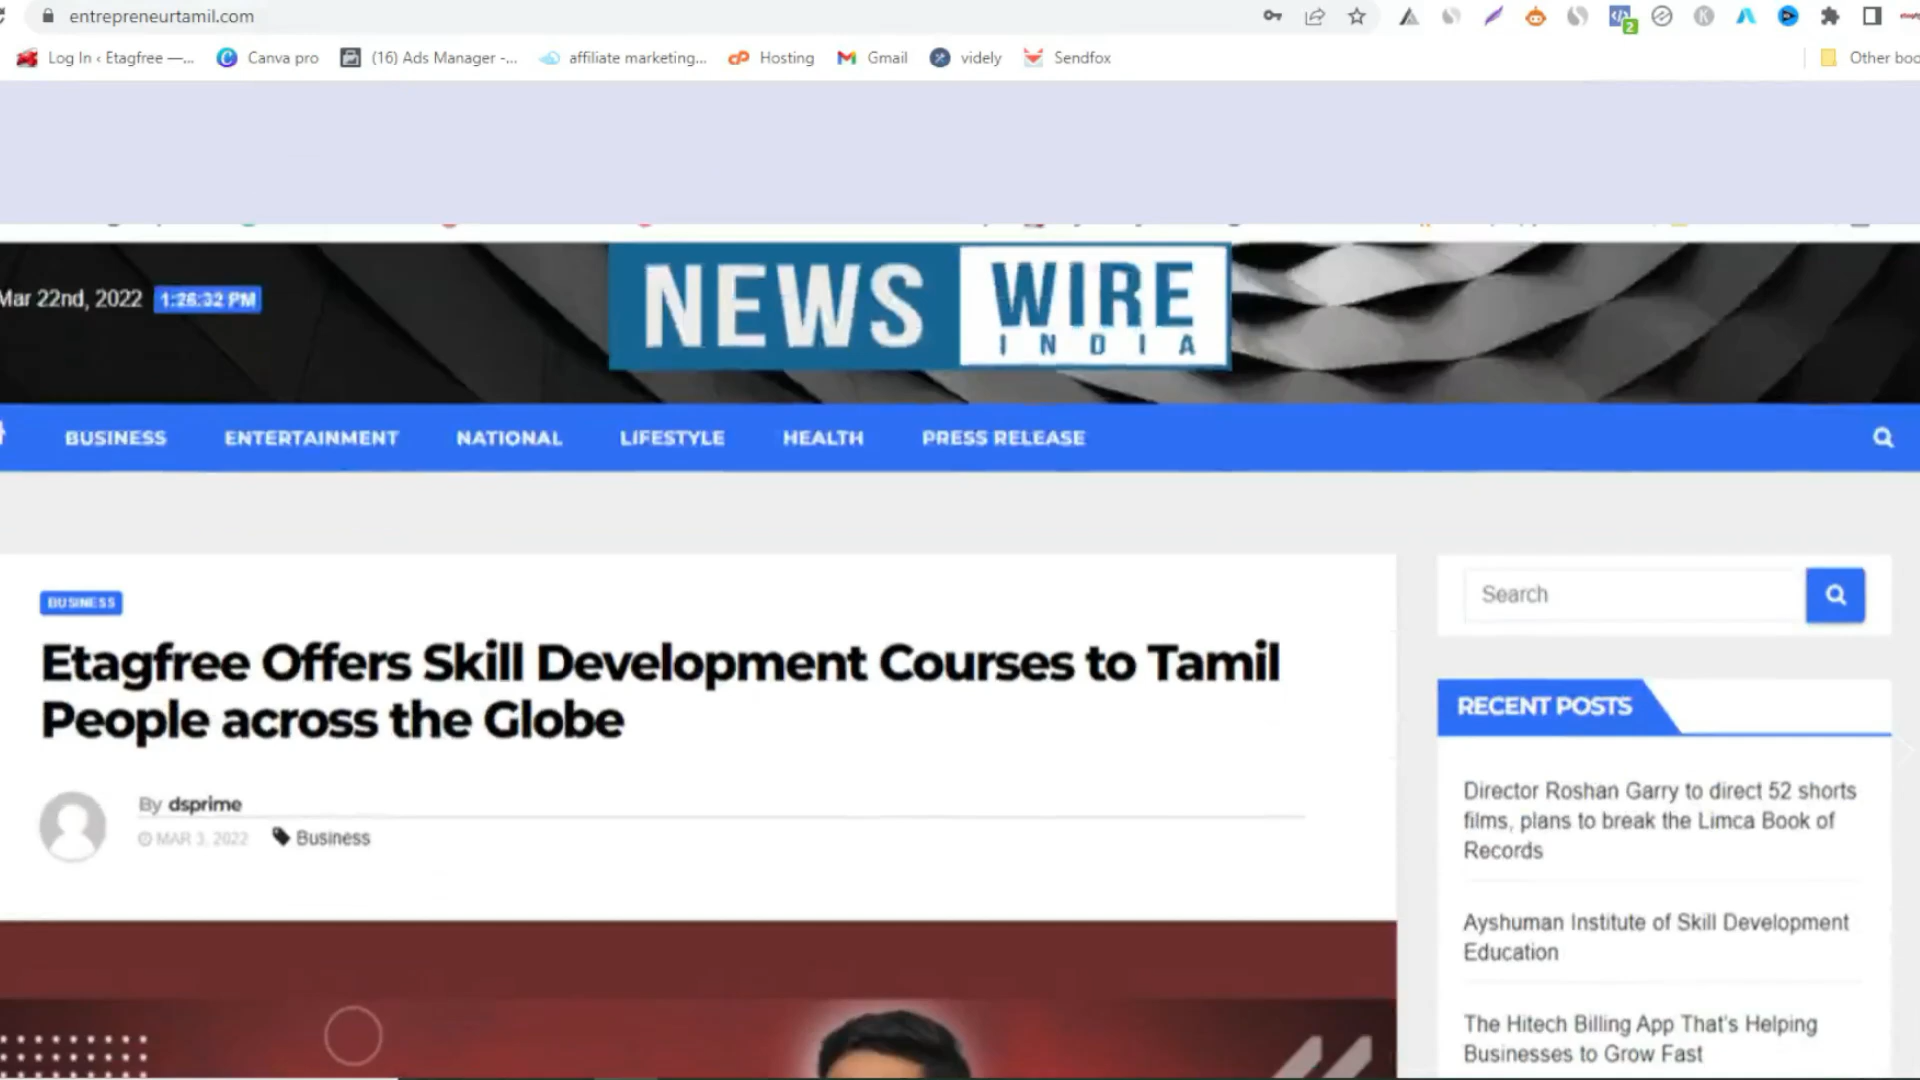 entrepreneurtamil.com
2
Log In ‹ Etagfree —...
Canva pro
(16) Ads Manager -...
affiliate marketing...
Hosting
Gmail
videly
Sendfox
Other boo
Mar 22nd, 2022 1:26:32 PM
NEWS WIRE
INDIA
BUSINESS ENTERTAINMENT NATIONAL LIFESTYLE HEALTH PRESS RELEASE
BUSINESS
Etagfree Offers Skill Development Courses to Tamil
People across the Globe
By dsprime
MAR 3, 2022 Business
Search
RECENT POSTS
Director Roshan Garry to direct 52 shorts
films, plans to break the Limca Book of
Records
Ayshuman Institute of Skill Development
Education
The Hitech Billing App That's Helping
Businesses to Grow Fast